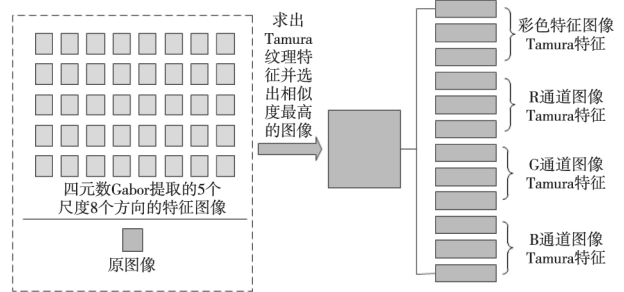 四元数Gabor提取的5个
尺度8个方向的特征图像
原图像
求出
Tamura
纹理特
征并选
出相似
度最高
的图像
彩色特征图像
Tamura特征
R通道图像
Tamura特征
G通道图像
Tamura特征
B通道图像
Tamura特征